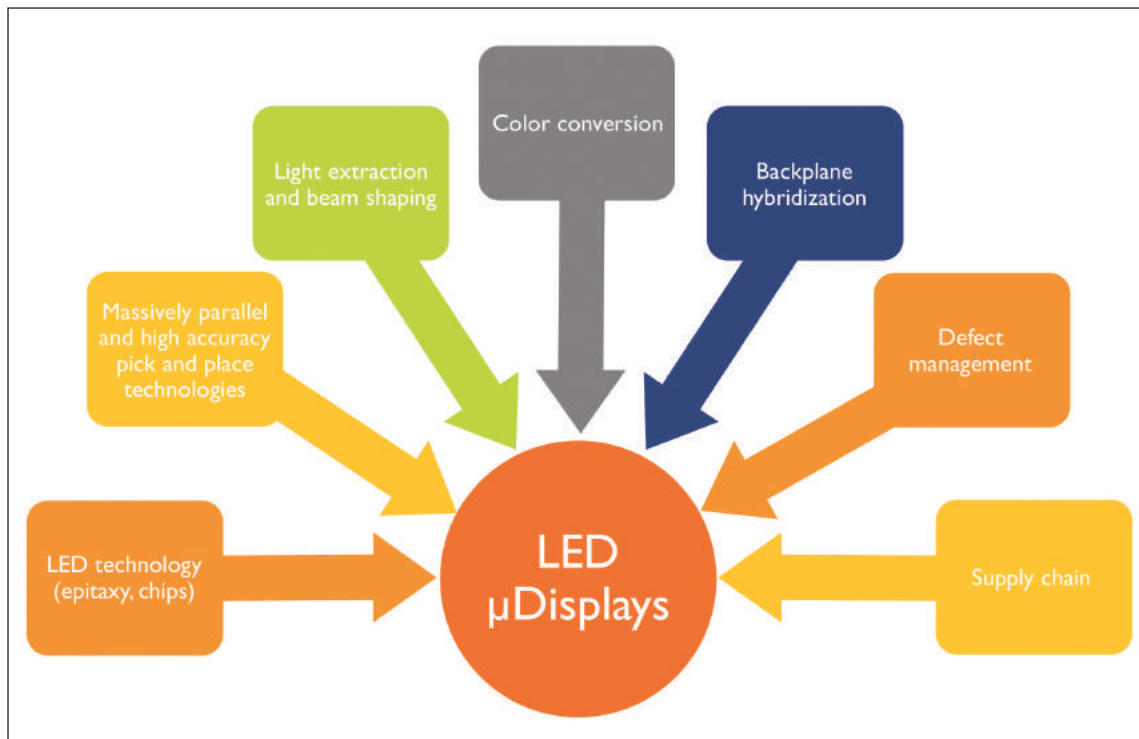 Color conversion
Light extraction
and beam shaping
Backplane
hybridization
Massively parallel
and high accuracy
pick and place
technologies
Defect
management
LED technology
(epitaxy, chips)
LED
µDisplays
Supply chain